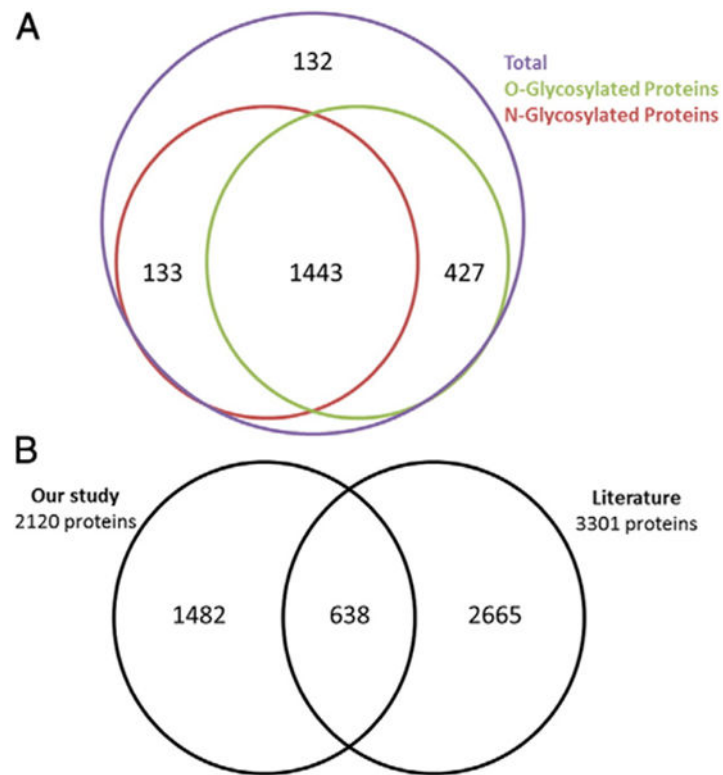 A
132
Total
O-Glycosylated Proteins
N-Glycosylated Proteins
133
1443
427
B
Our study
2120 proteins
Literature
3301 proteins
1482
638
2665